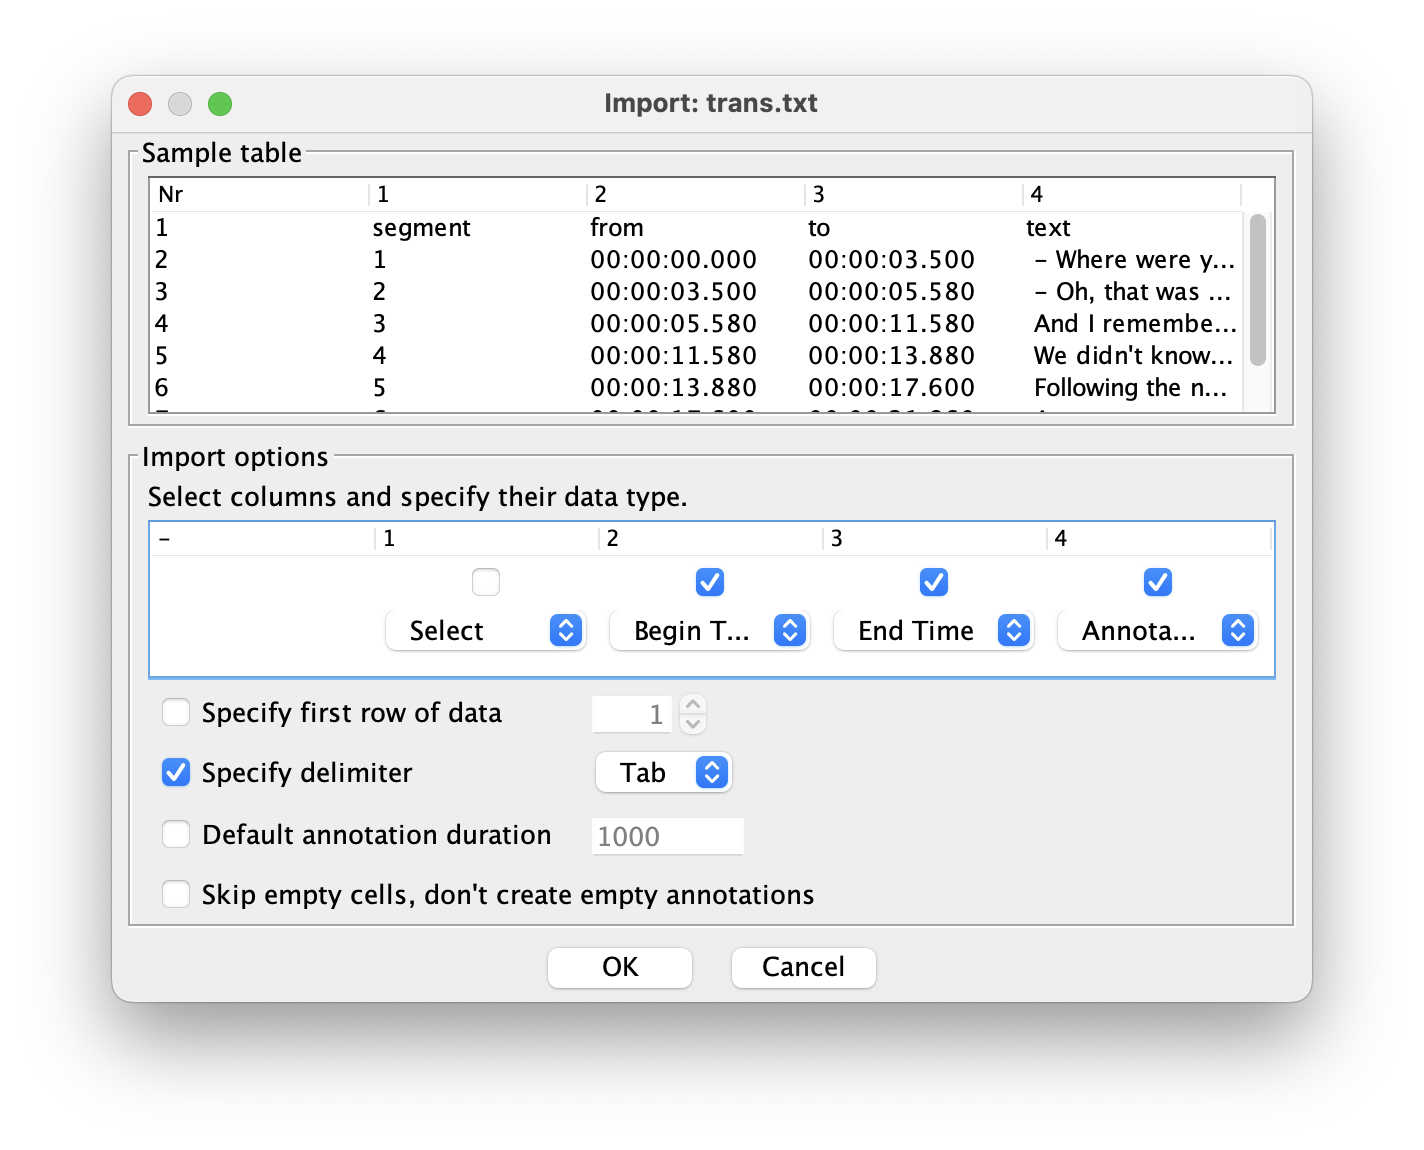 Import: trans.txt
Sample table
Nr 1 2 3 4
1 segment from to text
2 1 00:00:00.000 00:00:03.500 – Where were y...
3 2 00:00:03.500 00:00:05.580 – Oh, that was ...
4 3 00:00:05.580 00:00:11.580 And I remembe...
5 4 00:00:11.580 00:00:13.880 We didn't know...
6 5 00:00:13.880 00:00:17.600 Following the n...
Import options
Select columns and specify their data type.
– 1 2 3 4
Select Begin T... End Time Annota...
Specify first row of data 1
Specify delimiter Tab
Default annotation duration 1000
Skip empty cells, don't create empty annotations
OK Cancel